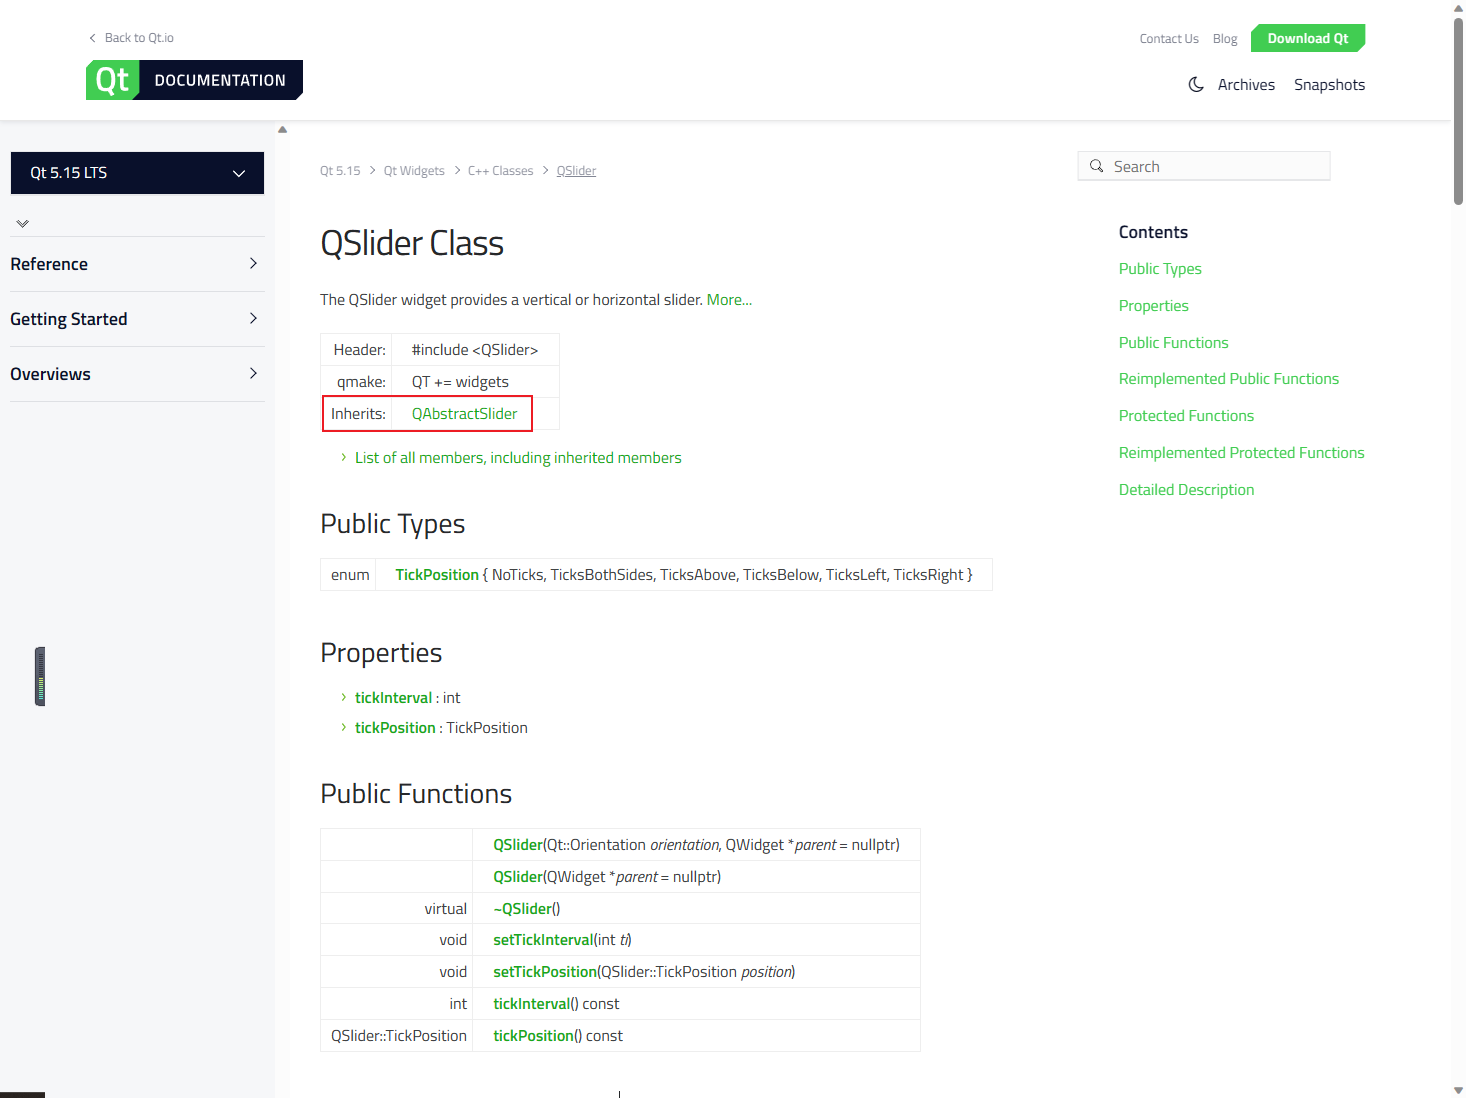 Back to Qt.io
Contact Us Blog Download Qt
Qt DOCUMENTATION
Archives Snapshots
Qt 5.15 LTS
Reference
Getting Started
Overviews
Qt 5.15 > Qt Widgets > C++ Classes > QSlider
Search
QSlider Class
The QSlider widget provides a vertical or horizontal slider. More...
Header: #include <QSlider>
qmake: QT += widgets
Inherits: QAbstractSlider
List of all members, including inherited members
Public Types
enum TickPosition { NoTicks, TicksBothSides, TicksAbove, TicksBelow, TicksLeft, TicksRight }
Properties
tickInterval : int
tickPosition : TickPosition
Public Functions
QSlider(Qt::Orientation orientation, QWidget *parent = nullptr)
QSlider(QWidget *parent = nullptr)
virtual ~QSlider()
void setTickInterval(int ti)
void setTickPosition(QSlider::TickPosition position)
int tickInterval() const
QSlider::TickPosition tickPosition() const
Contents
Public Types
Properties
Public Functions
Reimplemented Public Functions
Protected Functions
Reimplemented Protected Functions
Detailed Description